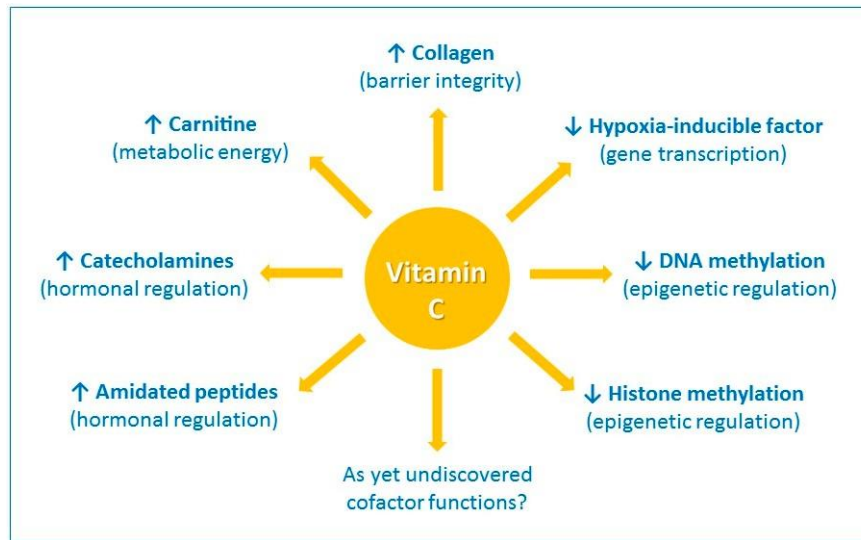 ↑ Collagen
(barrier integrity)
↑ Carnitine
(metabolic energy)
↓ Hypoxia-inducible factor
(gene transcription)
↑ Catecholamines
(hormonal regulation)
Vitamin
C
↓ DNA methylation
(epigenetic regulation)
↑ Amidated peptides
(hormonal regulation)
↓ Histone methylation
(epigenetic regulation)
As yet undiscovered
cofactor functions?